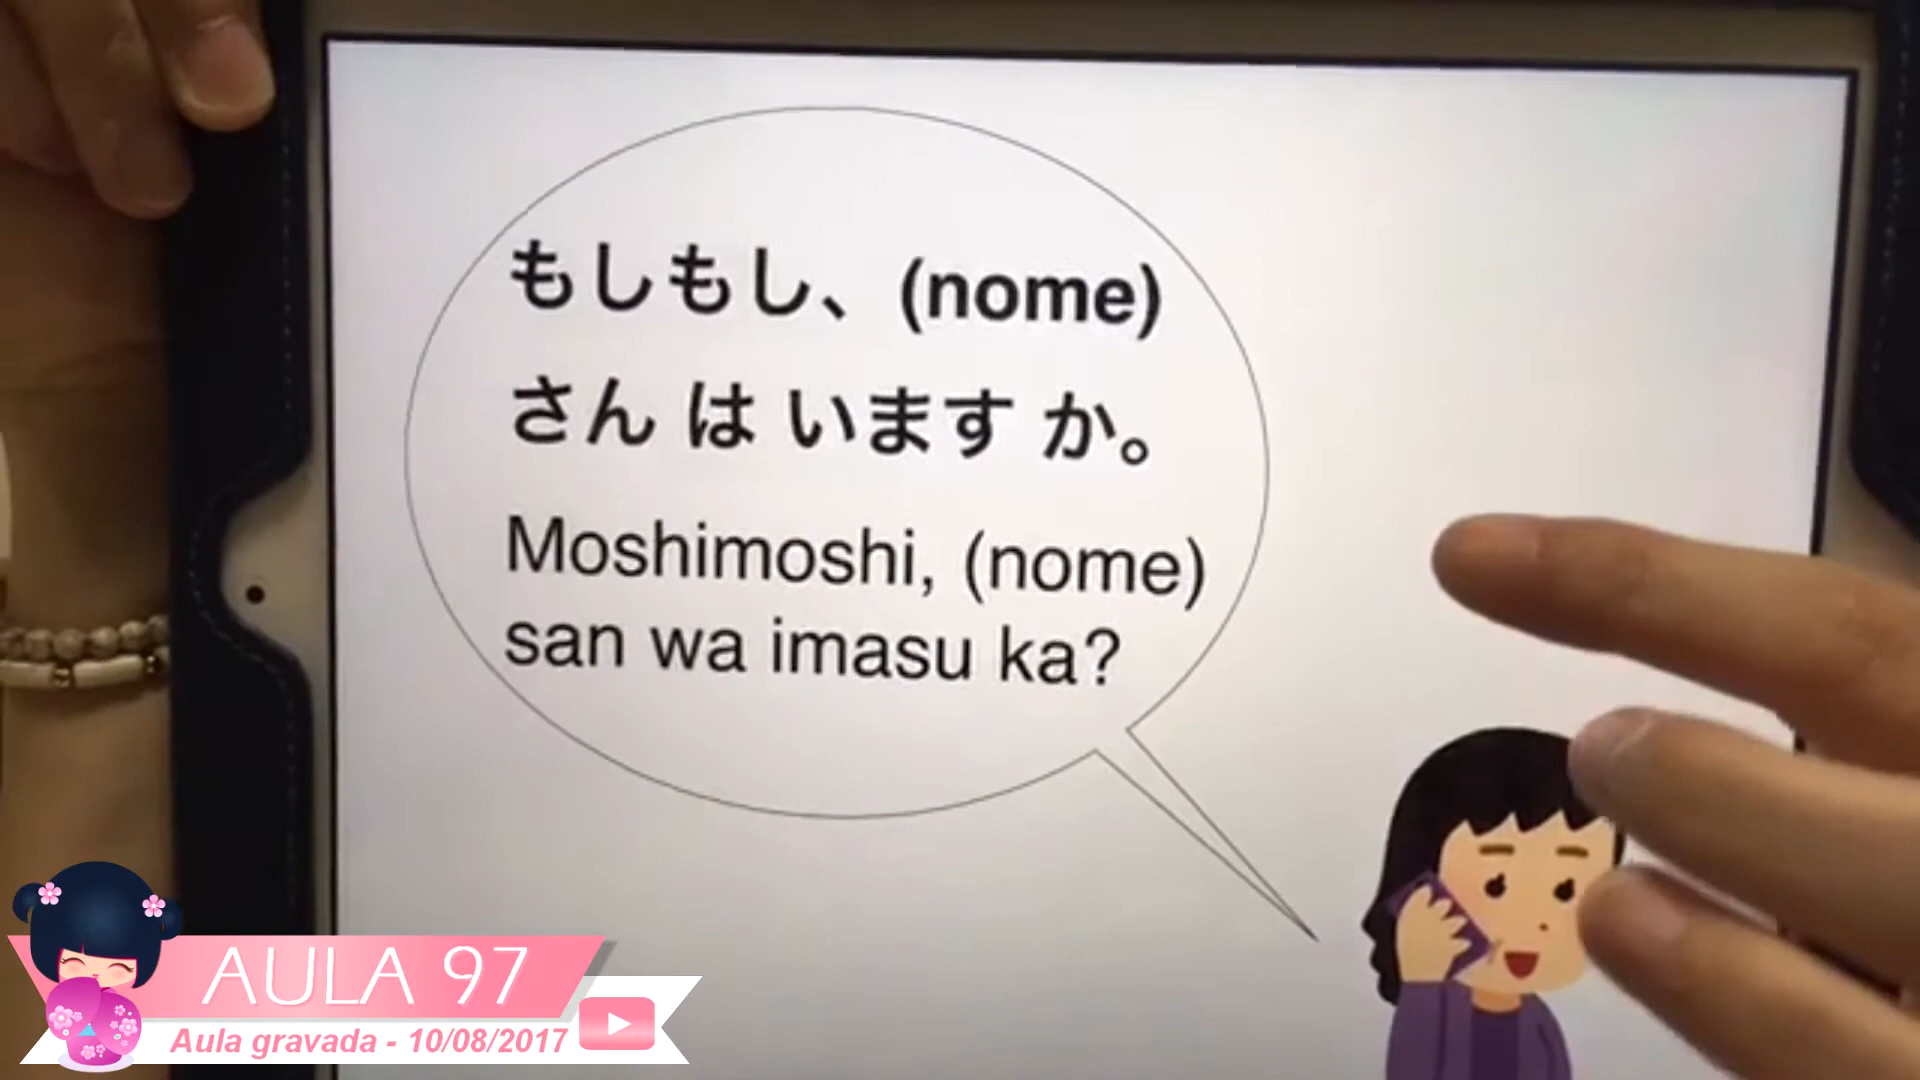 もしもし、(nome)
さん は います か。
Moshimoshi, (nome)
san wa imasu ka?
AULA 97
Aula gravada - 10/08/2017